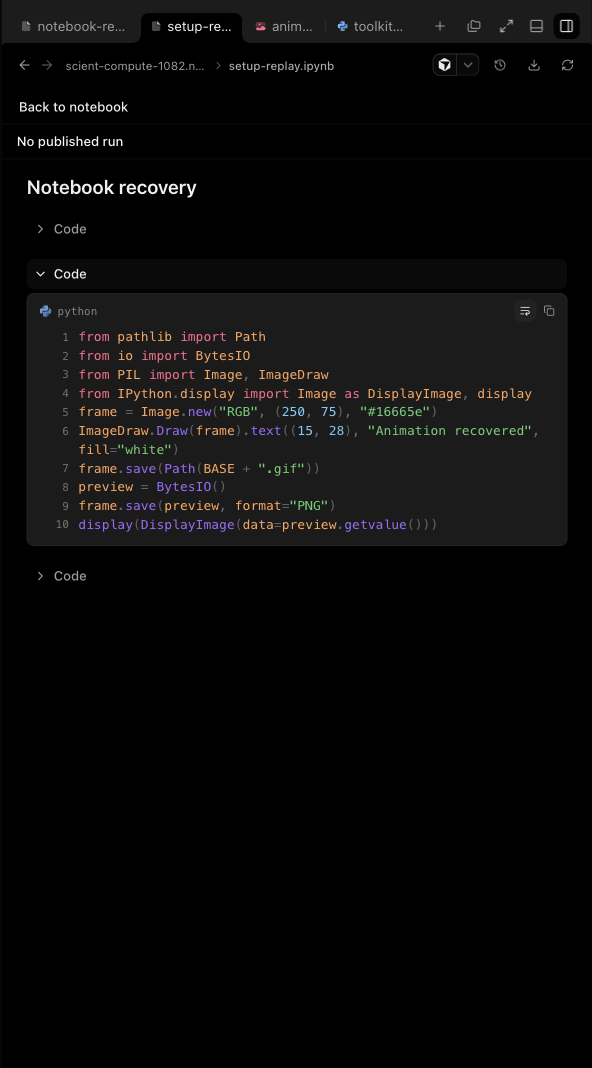 notebook-re...
setup-re...
anim...
toolkit...
scient-compute-1082.n... > setup-replay.ipynb
Back to notebook
No published run
Notebook recovery
Code
Code
python
1 from pathlib import Path
2 from io import BytesIO
3 from PIL import Image, ImageDraw
4 from IPython.display import Image as DisplayImage, display
5 frame = Image.new("RGB", (250, 75), "#16665e")
6 ImageDraw.Draw(frame).text((15, 28), "Animation recovered",
fill="white")
7 frame.save(Path(BASE + ".gif"))
8 preview = BytesIO()
9 frame.save(preview, format="PNG")
10 display(DisplayImage(data=preview.getvalue()))
Code